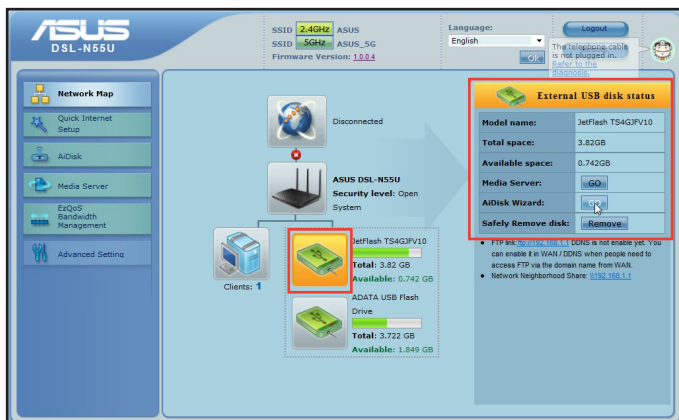 ASUS
DSL-N55U
SSID 2.4GHz ASUS
SSID 5GHz ASUS_5G
Firmware Version: 1.0.0.4
Language:
English
Logout
OK
The telephone cable
is not plugged in.
Refer to the
diagnosis.
Network Map
Quick Internet
Setup
AiDisk
Media Server
EzQoS
Bandwidth
Management
Advanced Setting
Disconnected
ASUS DSL-N55U
Security level: Open
System
Clients: 1
JetFlash TS4GJFV10
Total: 3.82 GB
Available: 0.742 GB
ADATA USB Flash
Drive
Total: 3.722 GB
Available: 1.849 GB
External USB disk status
Model name: JetFlash TS4GJFV10
Total space: 3.82GB
Available space: 0.742GB
Media Server: GO
AiDisk Wizard: GO
Safely Remove disk: Remove
FTP link:ftp://192.168.1.1 DDNS is not enable yet. You
can enable it in WAN / DDNS when people need to
access FTP via the domain name from WAN.
Network Neighborhood Share: \\192.168.1.1